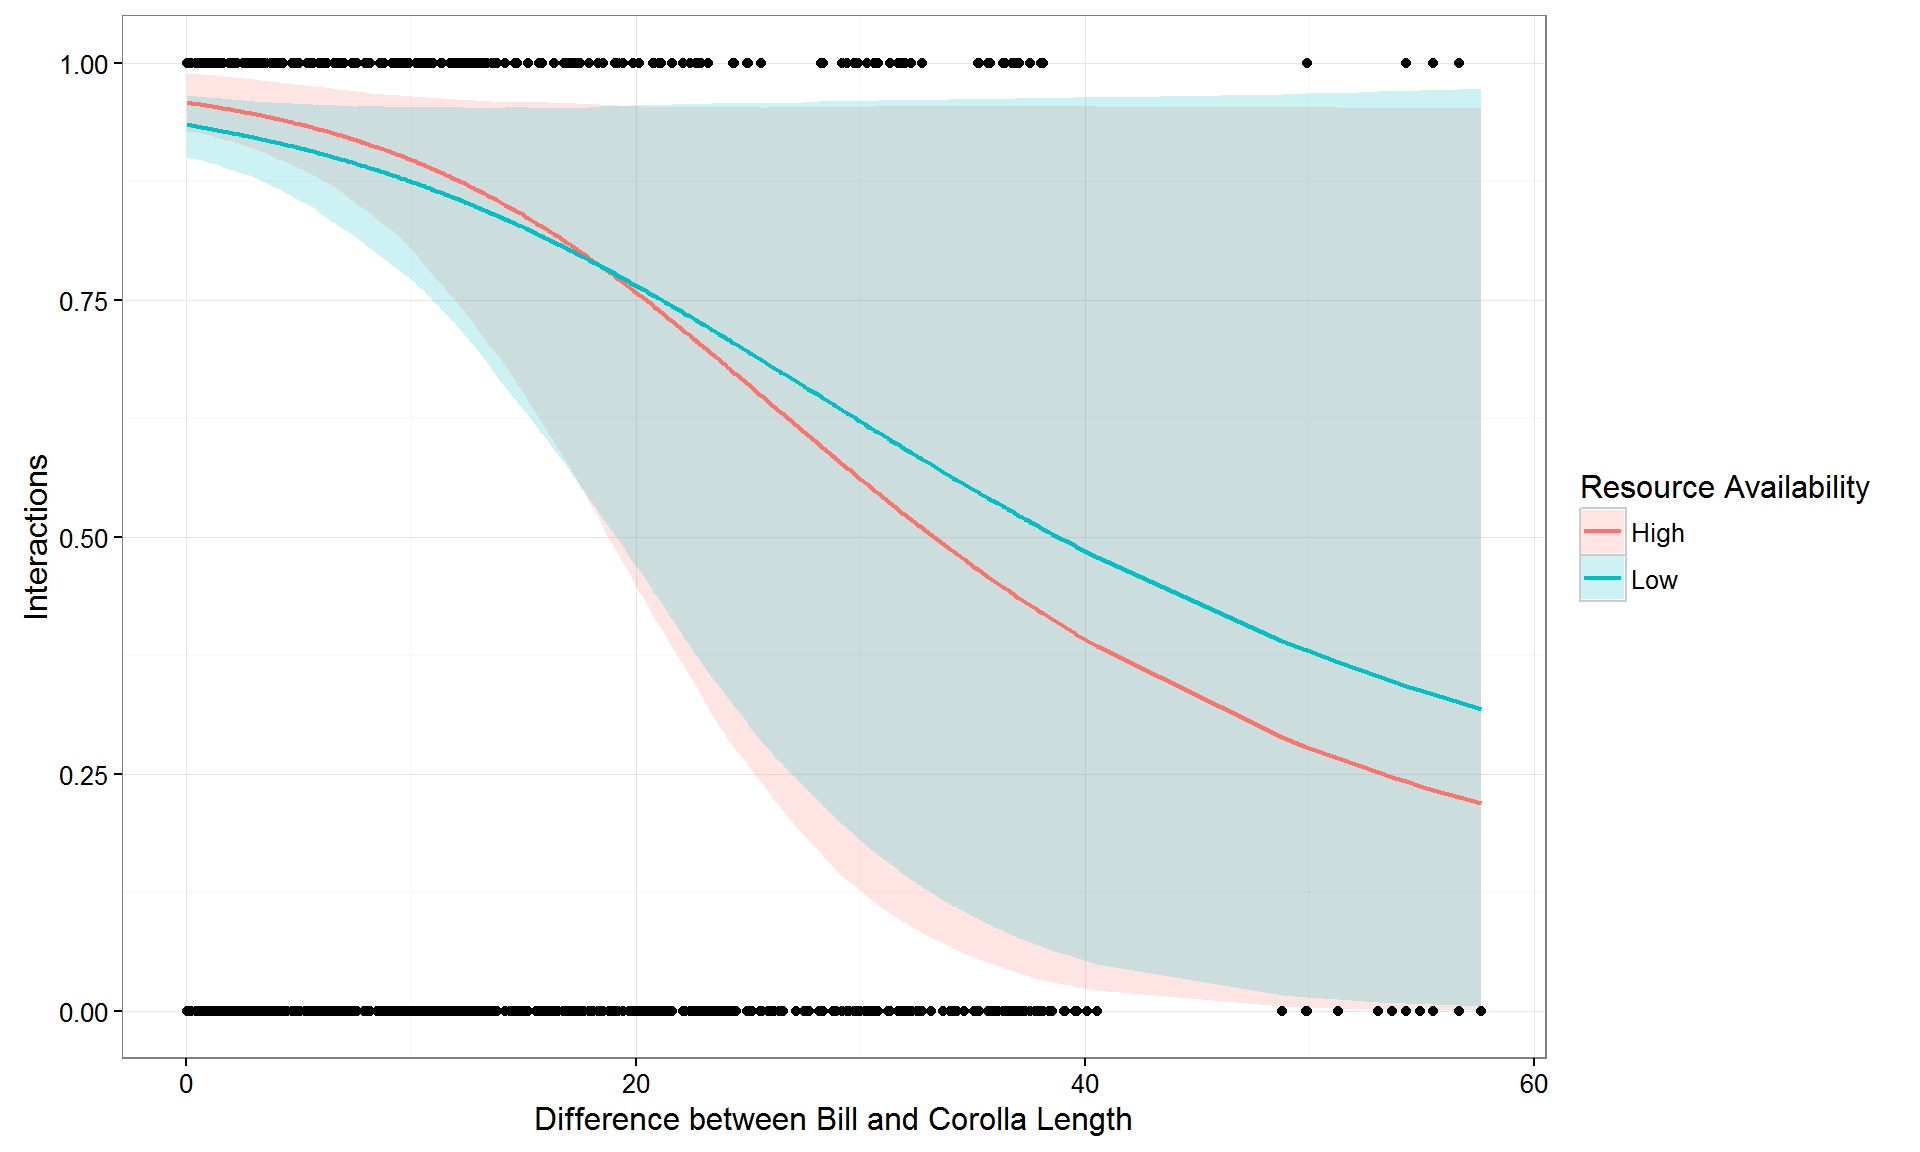 1.00
0.75
0.50
0.25
0.00
Interactions
0 20 40 60
Difference between Bill and Corolla Length
Resource Availability
High
Low